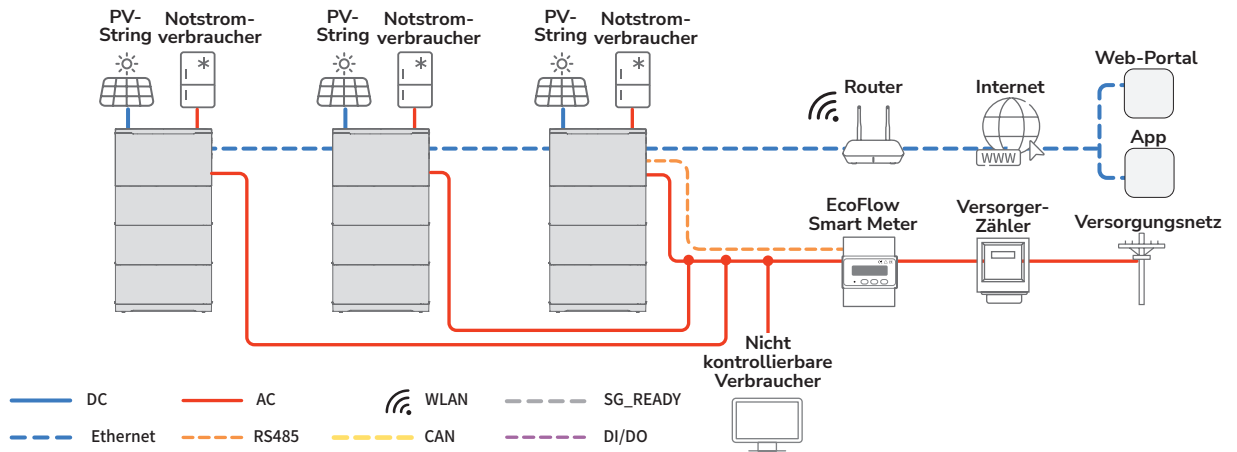 PV-
String
Notstrom-
verbraucher
PV-
String
Notstrom-
verbraucher
PV-
String
Notstrom-
verbraucher
Router
Internet
WWW
Web-Portal
App
EcoFlow
Smart Meter
Versorger-
Zähler
Versorgungsnetz
Nicht
kontrollierbare
Verbraucher
DC
AC
WLAN
SG_READY
Ethernet
RS485
CAN
DI/DO